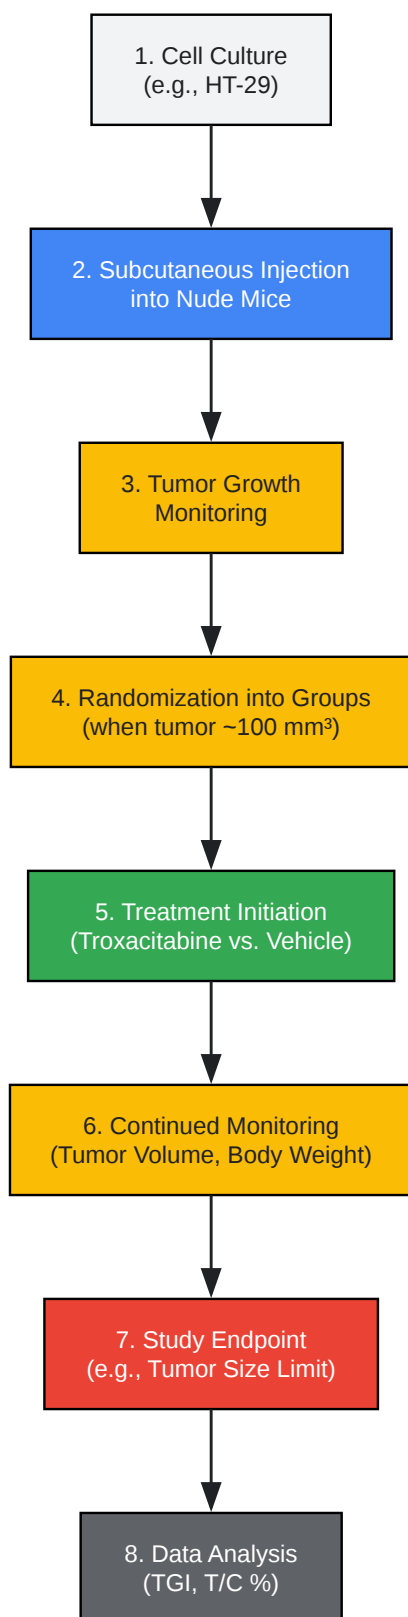 1. Cell Culture
(e.g., HT-29)
2. Subcutaneous Injection
into Nude Mice
3. Tumor Growth
Monitoring
4. Randomization into Groups
(when tumor ~100 mm³)
5. Treatment Initiation
(Troxacitabine vs. Vehicle)
6. Continued Monitoring
(Tumor Volume, Body Weight)
7. Study Endpoint
(e.g., Tumor Size Limit)
8. Data Analysis
(TGI, T/C %)